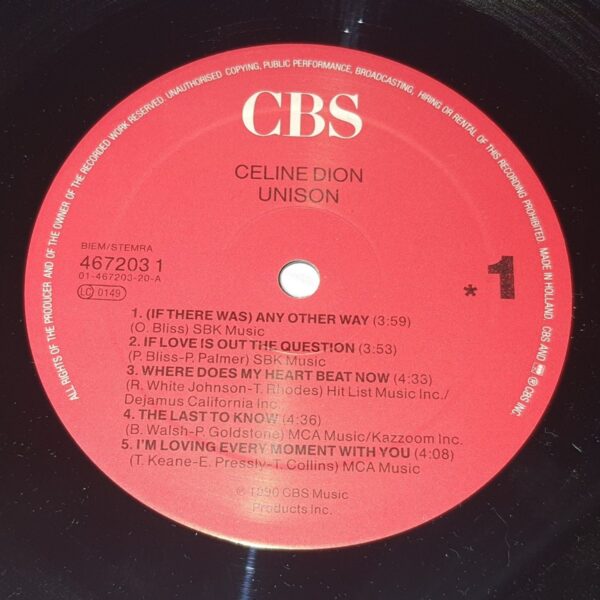 ALL RIGHTS OF THE PRODUCER AND OF THE OWNER OF THE RECORDED WORK RESERVED. UNAUTHORISED COPYING, PUBLIC PERFORMANCE, BROADCASTING, HIRING OR RENTAL OF THIS RECORDING PROHIBITED. MADE IN HOLLAND. CBS AND ® ℗ CBS INC.
CBS
CELINE DION
UNISON
BIEM/STEMRA
467203 1
01-467203-20-A
LC 0149
* 1
1. (IF THERE WAS) ANY OTHER WAY (3:59)
(O. Bliss) SBK Music
2. IF LOVE IS OUT THE QUESTION (3:53)
(P. Bliss-P. Palmer) SBK Music
3. WHERE DOES MY HEART BEAT NOW (4:33)
(R. White Johnson-T. Rhodes) Hit List Music Inc./
Dejamus California Inc.
4. THE LAST TO KNOW (4:36)
(B. Walsh-P. Goldstone) MCA Music/Kazzoom Inc.
5. I'M LOVING EVERY MOMENT WITH YOU (4:08)
(T. Keane-E. Pressly-T. Collins) MCA Music
℗ 1990 CBS Music
Products Inc.